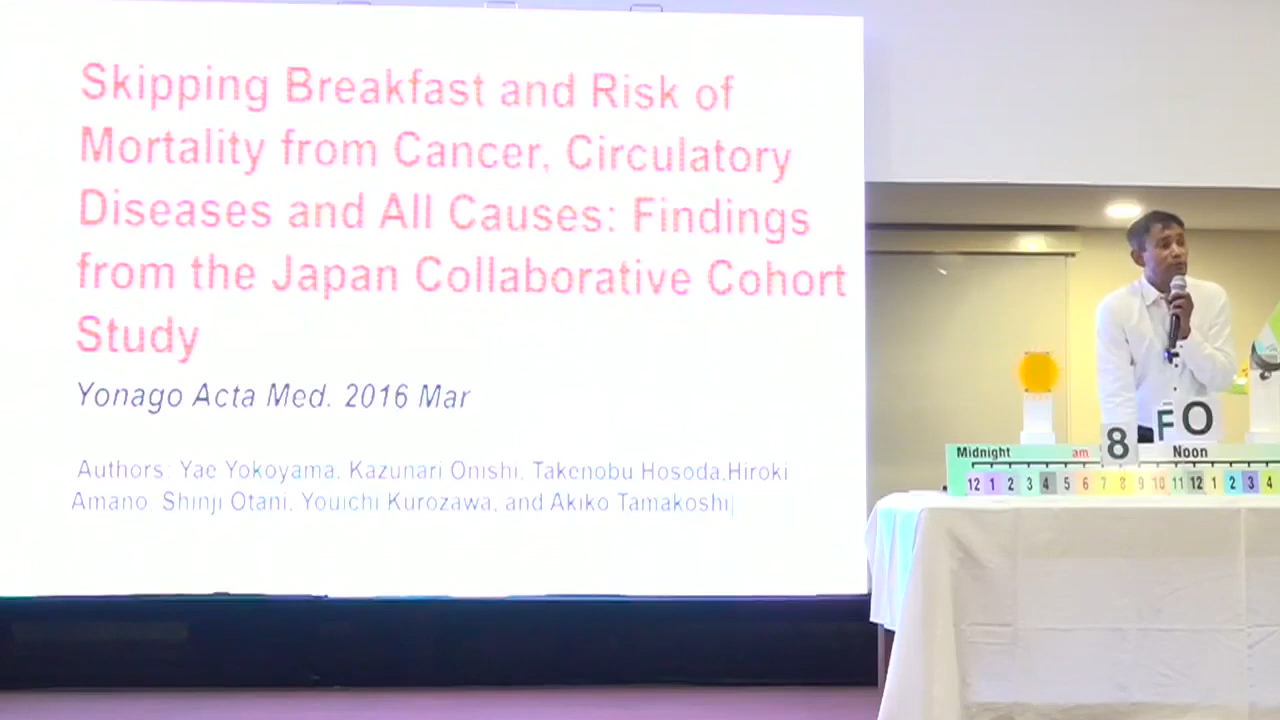 Skipping Breakfast and Risk of
Mortality from Cancer, Circulatory
Diseases and All Causes: Findings
from the Japan Collaborative Cohort
Study
Yonago Acta Med. 2016 Mar
Authors: Yae Yokoyama, Kazunari Onishi, Takenobu Hosoda,Hiroki
Amano Shinji Otani, Youichi Kurozawa, and Akiko Tamakoshi
8 F O
Midnight am Noon
12 1 2 3 4 5 6 7 8 9 10 11 12 1 2 3 4